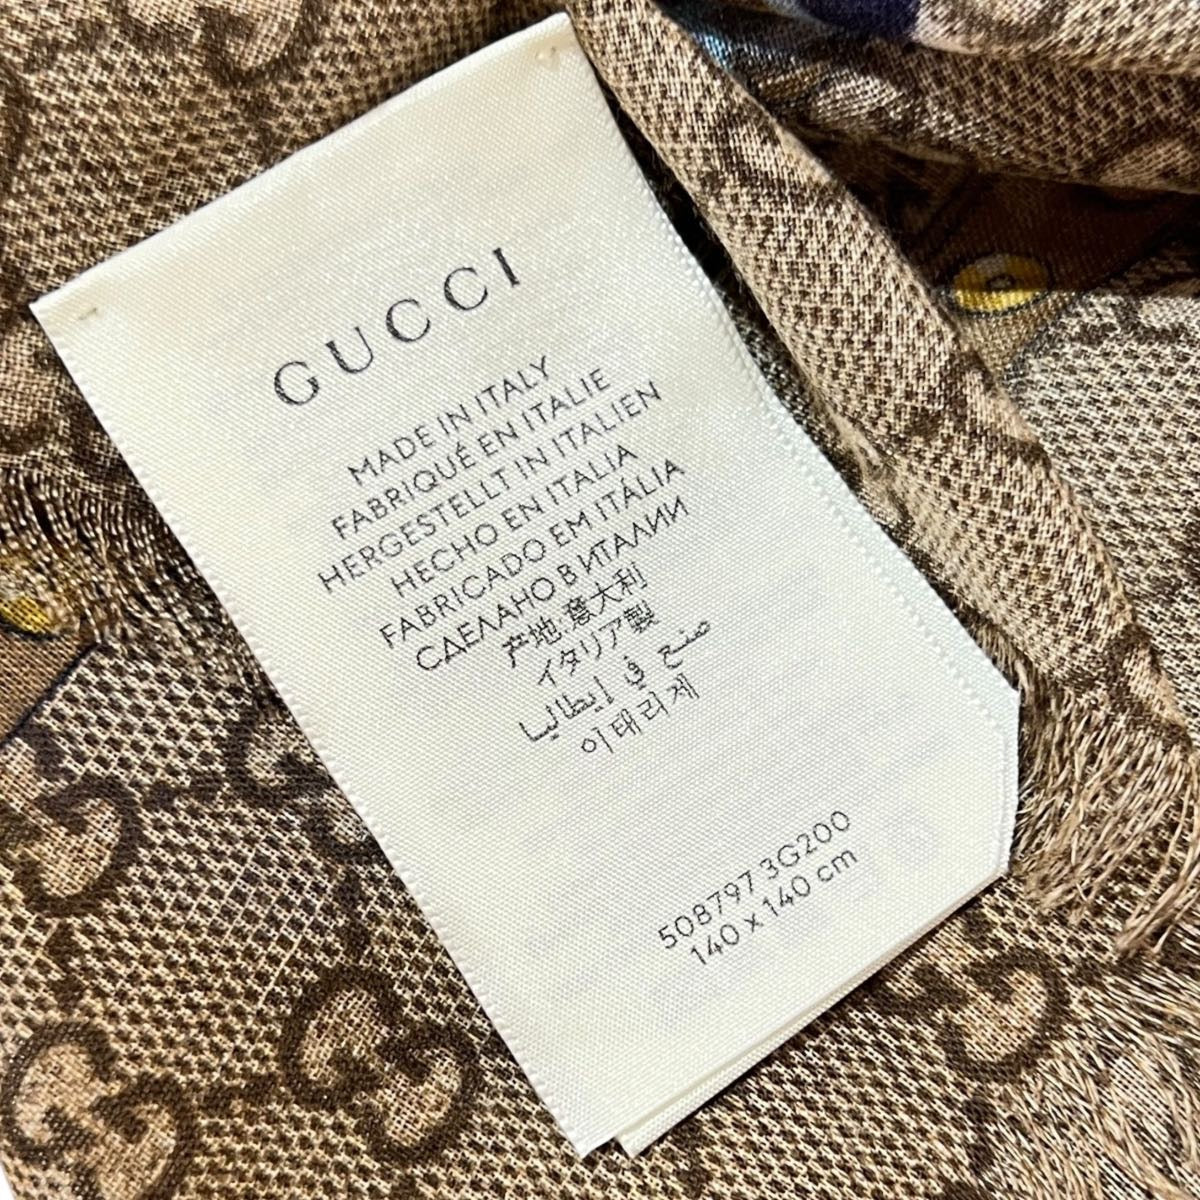 GUCCI
MADE IN ITALY
FABRIQUÉ EN ITALIE
HERGESTELLT IN ITALIEN
HECHO EN ITALIA
FABRICADO EM ITÁLIA
СДЕЛАНО В ИТАЛИИ
产地:意大利
イタリア製
صنع في إيطاليا
이태리제
508797 3G200
140 x 140 cm